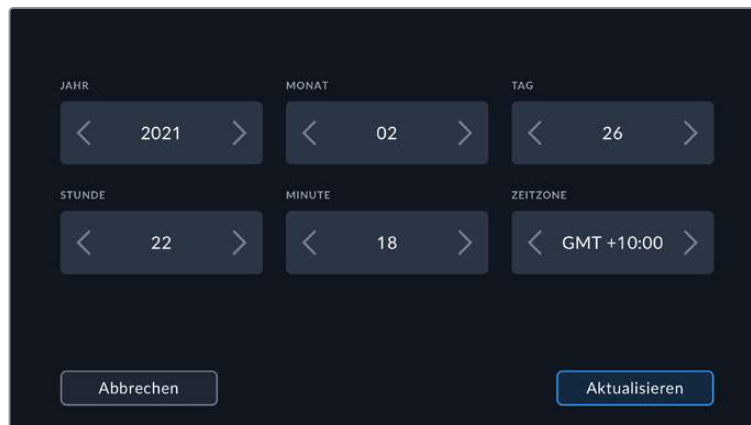 JAHR MONAT TAG
2021 02 26
STUNDE MINUTE ZEITZONE
22 18 GMT +10:00
Abbrechen Aktualisieren